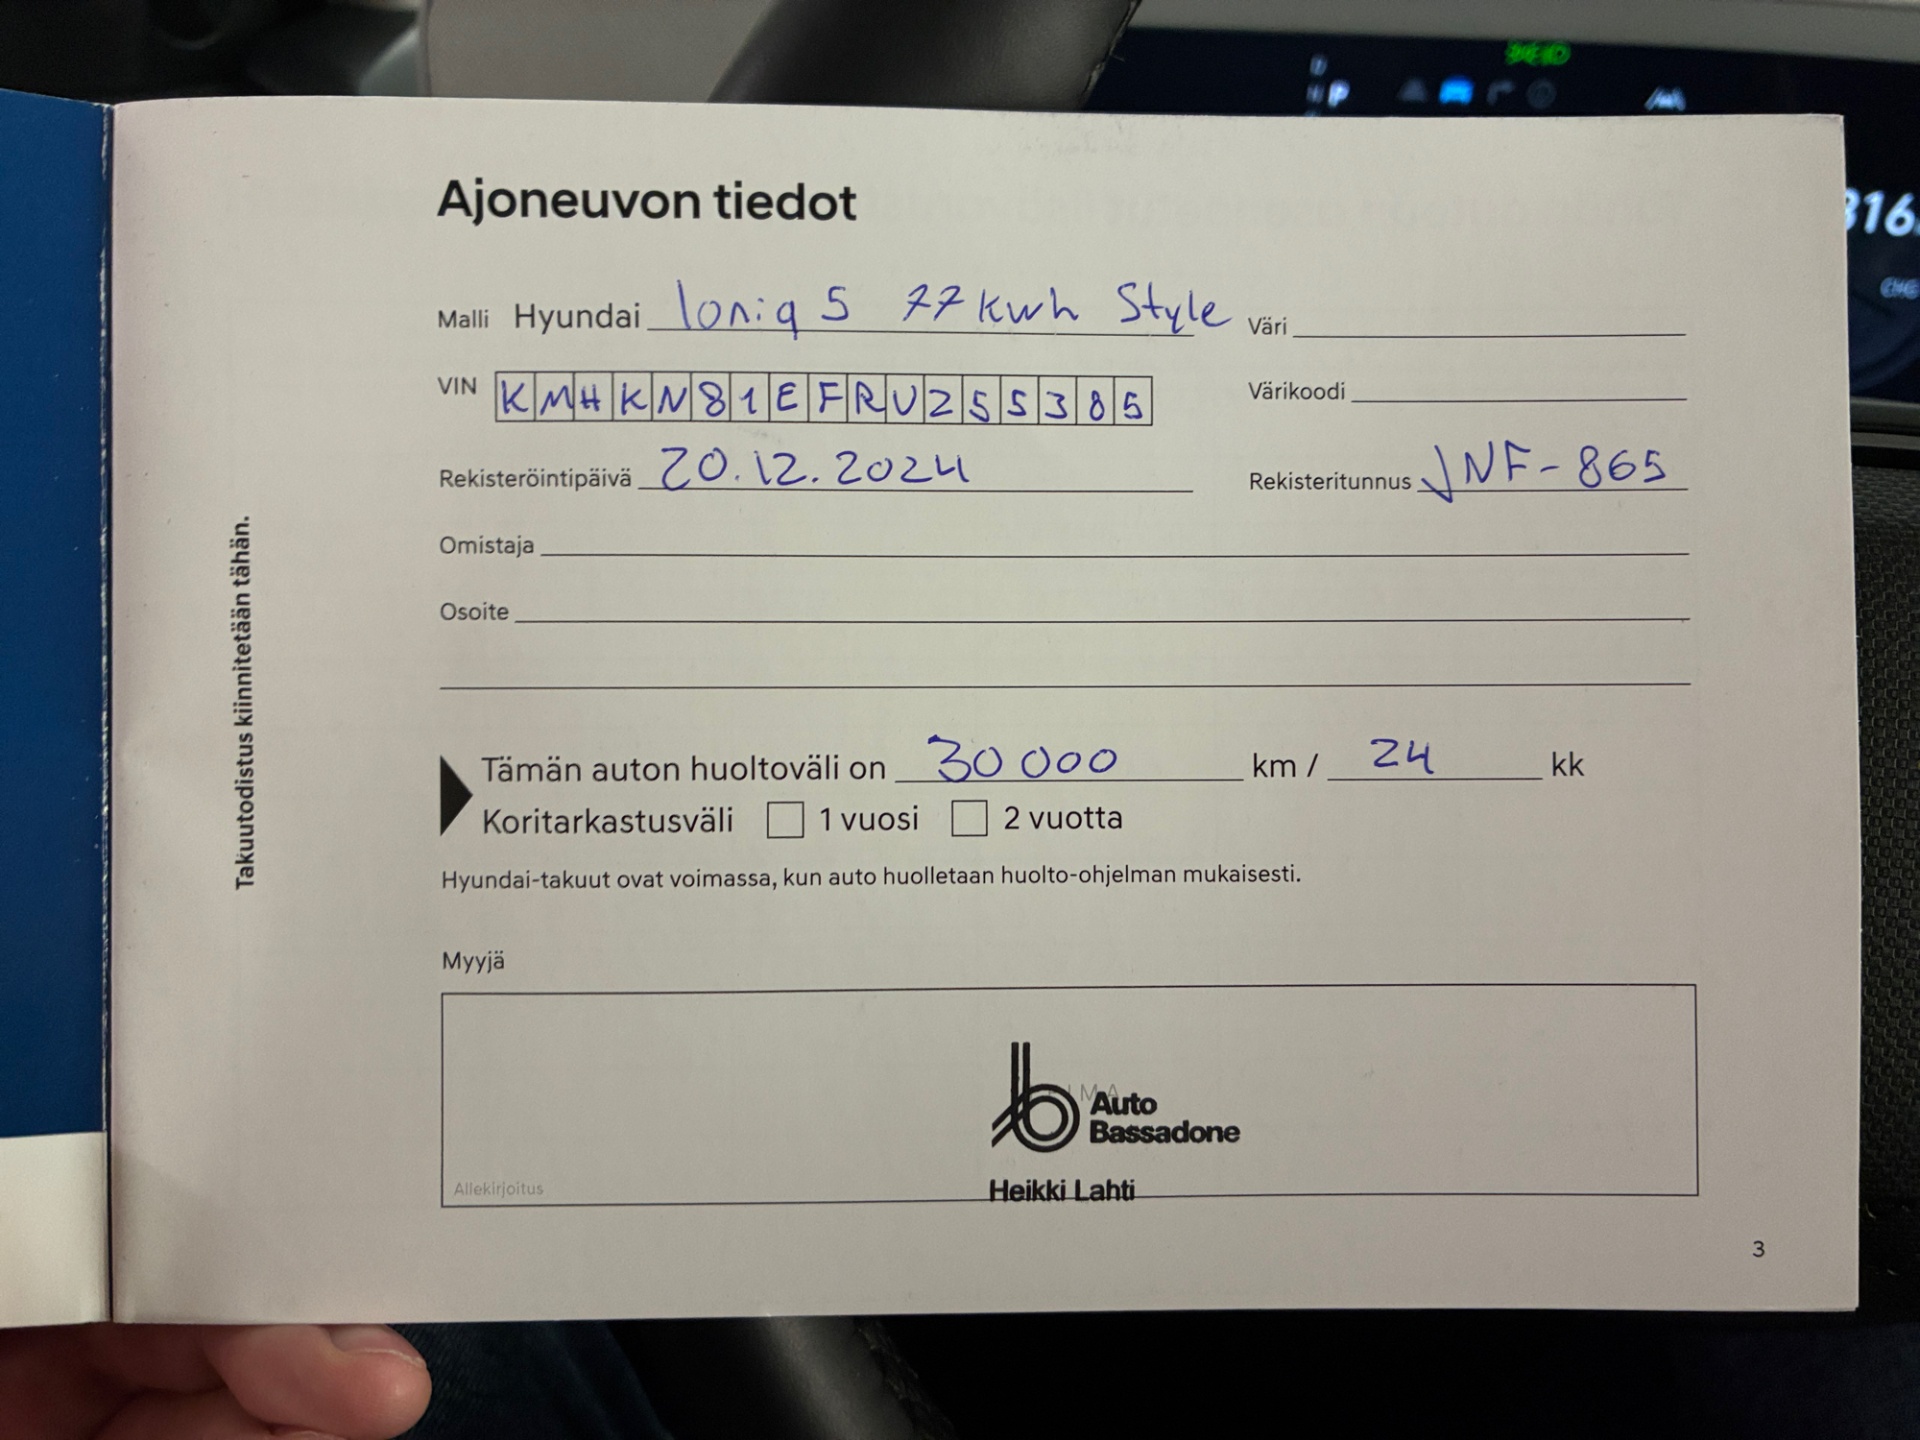 Ajoneuvon tiedot
Malli Hyundai Ioniq 5 77 kwh Style Väri
VIN KMHKN81EFRU255385 Värikoodi
Rekisteröintipäivä 20.12.2024 Rekisteritunnus JNF-865
Omistaja
Osoite
Tämän auton huoltoväli on 30 000 km / 24 kk
Koritarkastusväli 1 vuosi 2 vuotta
Hyundai-takuut ovat voimassa, kun auto huolletaan huolto-ohjelman mukaisesti.
Myyjä
Auto
Bassadone
Heikki Lahti
Allekirjoitus
3
Takuutodistus kiinnitetään tähän.
P